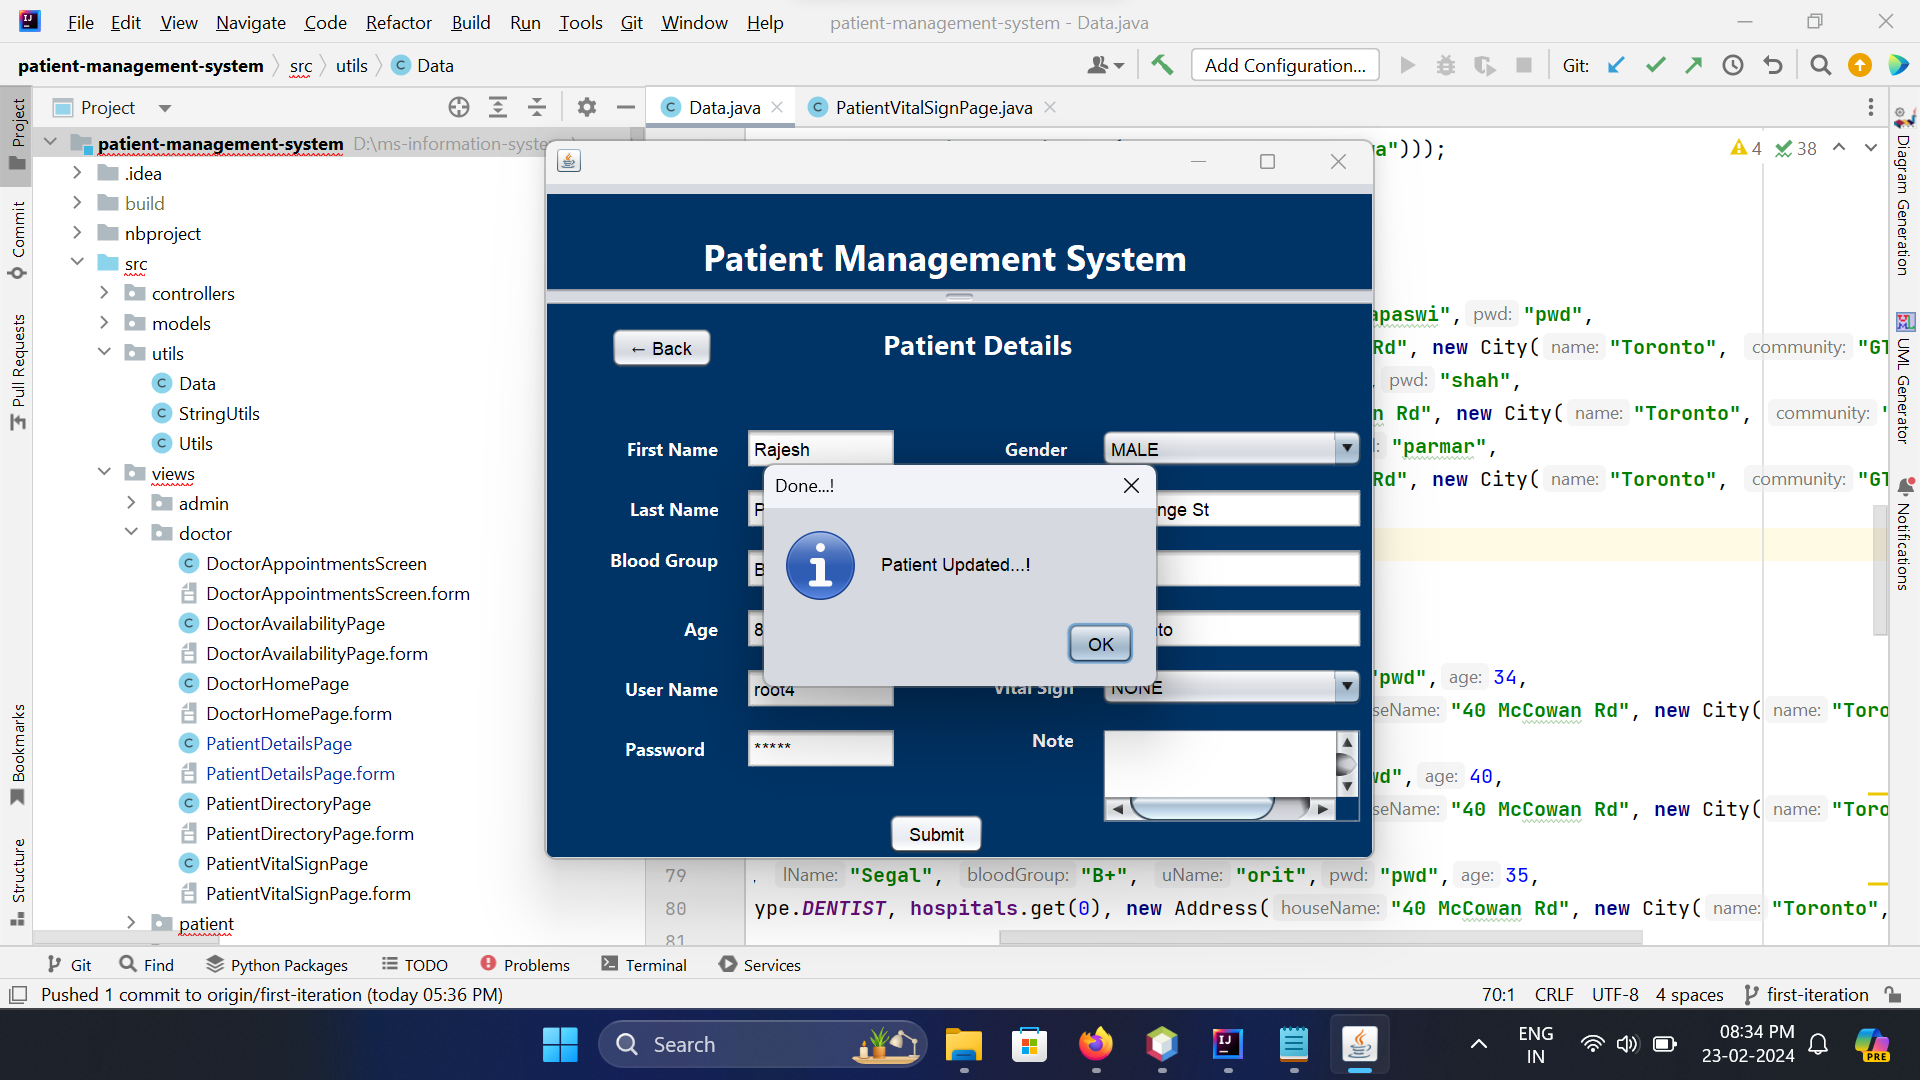 File Edit View Navigate Code Refactor Build Run Tools Git Window Help patient-management-system - Data.java
patient-management-system src utils Data Add Configuration... Git:
Project Data.java PatientVitalSignPage.java
patient-management-system D:\ms-information-syste
.idea
build
nbproject
src
controllers
models
utils
Data
StringUtils
Utils
views
admin
doctor
DoctorAppointmentsScreen
DoctorAppointmentsScreen.form
DoctorAvailabilityPage
DoctorAvailabilityPage.form
DoctorHomePage
DoctorHomePage.form
PatientDetailsPage
PatientDetailsPage.form
PatientDirectoryPage
PatientDirectoryPage.form
PatientVitalSignPage
PatientVitalSignPage.form
patient
Project
Commit
Pull Requests
Bookmarks
Structure
Patient Management System
← Back
Patient Details
First Name Rajesh Gender MALE
Last Name P nge St
Blood Group B
Age 8 to
User Name root4 Vital Sign NONE
Password ***** Note
Submit
Done...!
Patient Updated...!
OK
a")));
4 38
apaswi", pwd: "pwd",
Rd", new City( name: "Toronto", community: "GT
pwd: "shah",
n Rd", new City( name: "Toronto", community: "
d: "parmar",
Rd", new City( name: "Toronto", community: "GT
"pwd", age: 34,
seName: "40 McCowan Rd", new City( name: "Toro
wd", age: 40,
seName: "40 McCowan Rd", new City( name: "Toro
79 , lName: "Segal", bloodGroup: "B+", uName: "orit", pwd: "pwd", age: 35,
80 ype.DENTIST, hospitals.get(0), new Address( houseName: "40 McCowan Rd", new City( name: "Toronto",
81
Diagram Generation
UML Generator
Notifications
Git Find Python Packages TODO Problems Terminal Services
Pushed 1 commit to origin/first-iteration (today 05:36 PM) 70:1 CRLF UTF-8 4 spaces first-iteration
Search
ENG
IN
08:34 PM
23-02-2024
PRE